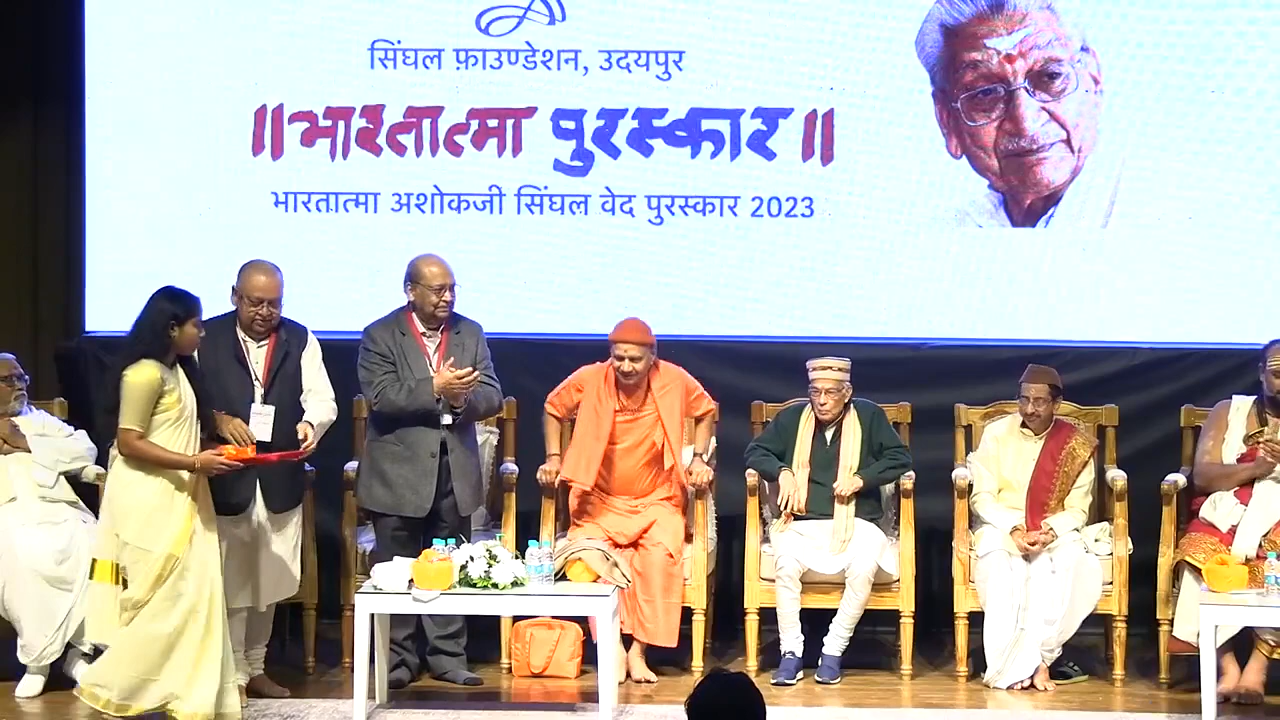 सिंघल फ़ाउण्डेशन, उदयपुर
॥भारतात्मा पुरस्कार॥
भारतात्मा अशोकजी सिंघल वेद पुरस्कार 2023